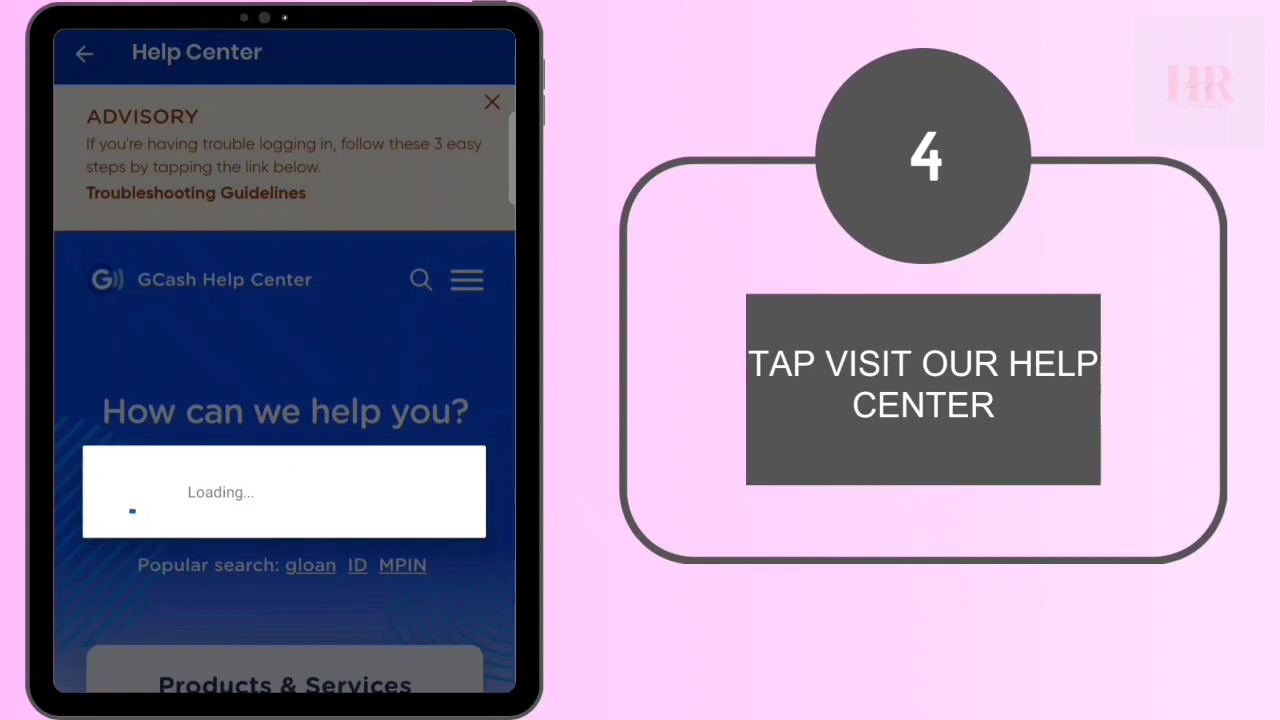 Help Center
ADVISORY
If you're having trouble logging in, follow these 3 easy
steps by tapping the link below.
Troubleshooting Guidelines
G
GCash Help Center
How can we help you?
Loading...
Popular search: gloan ID MPIN
Products & Services
4
TAP VISIT OUR HELP
CENTER
HR